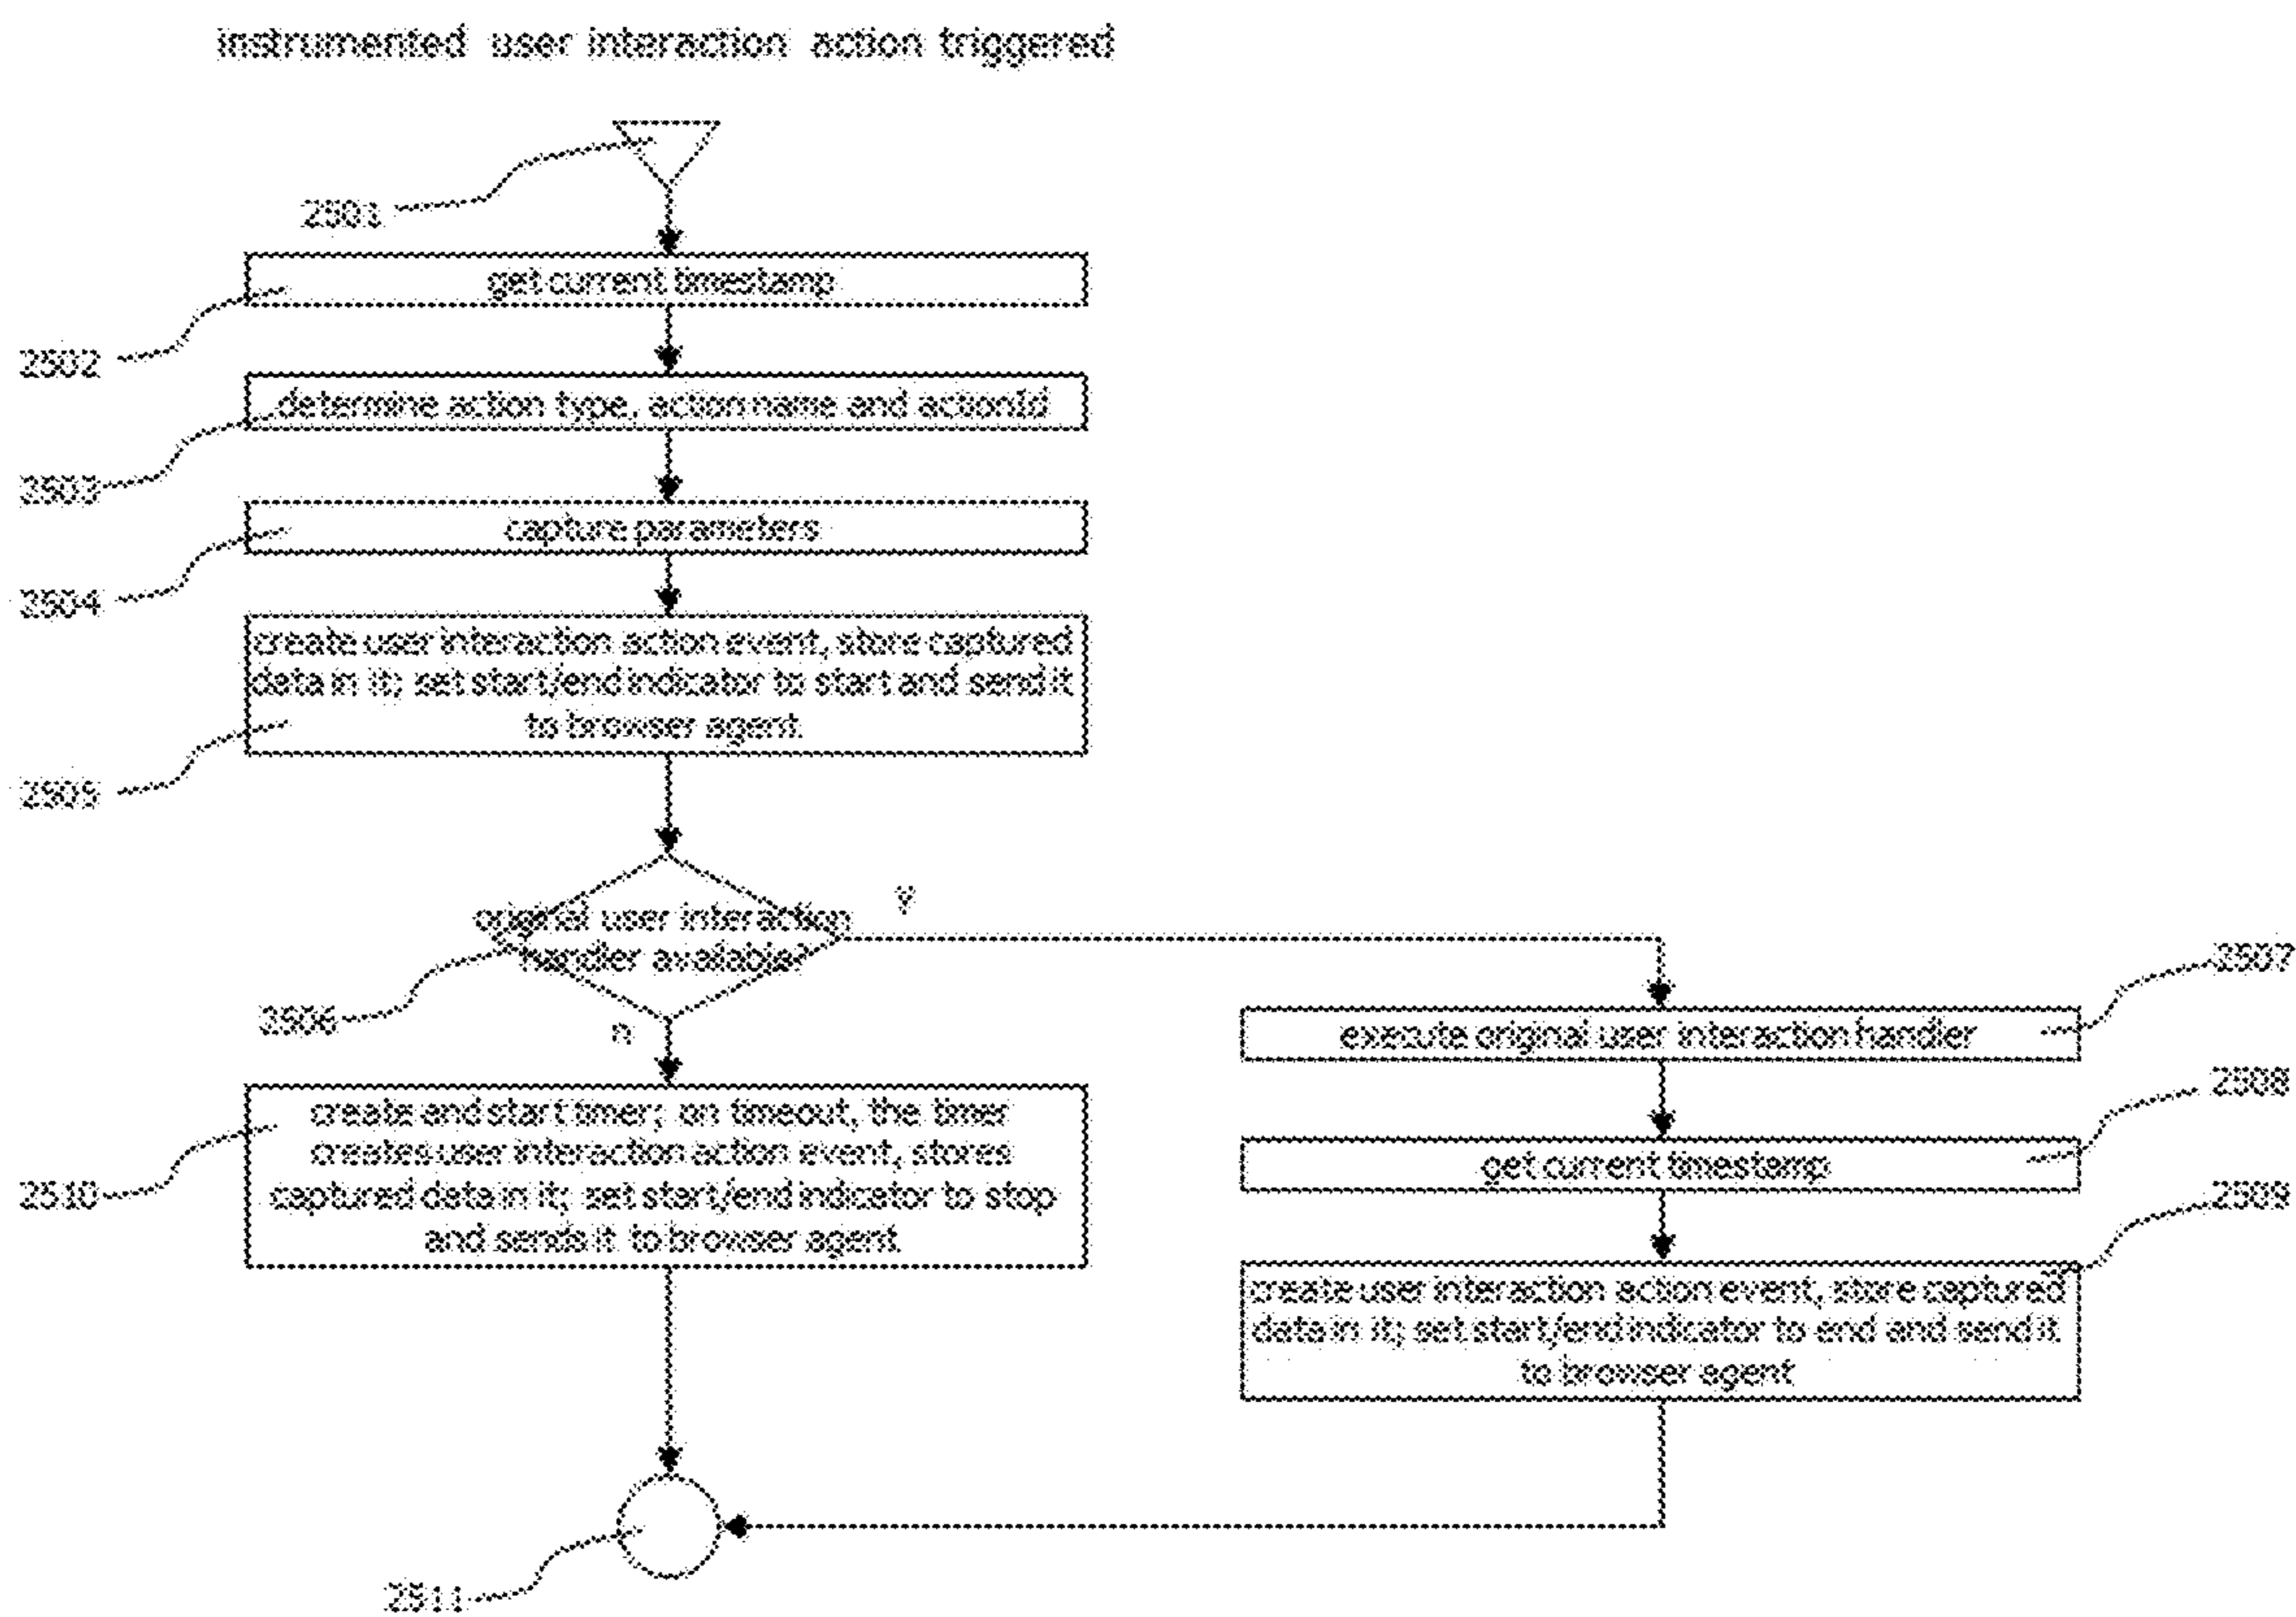 instrumented user interaction action triggered
2501
get current timestamp
2502
determine action type, action name and actionId
2503
capture parameters
2504
create user interaction action event, store captured
data in it; set start/end indicator to start and send it
to browser agent
2505
original user interaction
handler available?
y
2506
n
2507
execute original user interaction handler
2508
get current timestamp
2509
create user interaction action event, store captured
data in it; set start/end indicator to end and send it
to browser agent
create and start timer; on timeout, the timer
creates user interaction action event, stores
captured data in it; set start/end indicator to stop
and sends it to browser agent
2510
2511